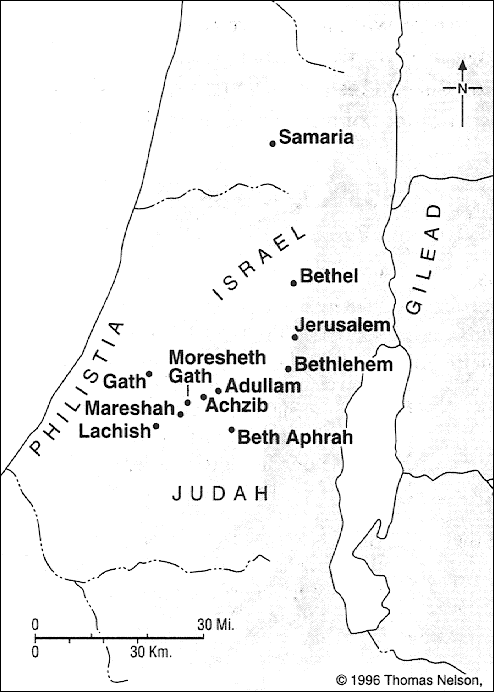 N
Samaria
ISRAEL
GILEAD
Bethel
Jerusalem
PHILISTIA
Moresheth
Gath
Bethlehem
Gath
Adullam
Mareshah
Achzib
Lachish
Beth Aphrah
JUDAH
0 30 Mi.
0 30 Km.
© 1996 Thomas Nelson,